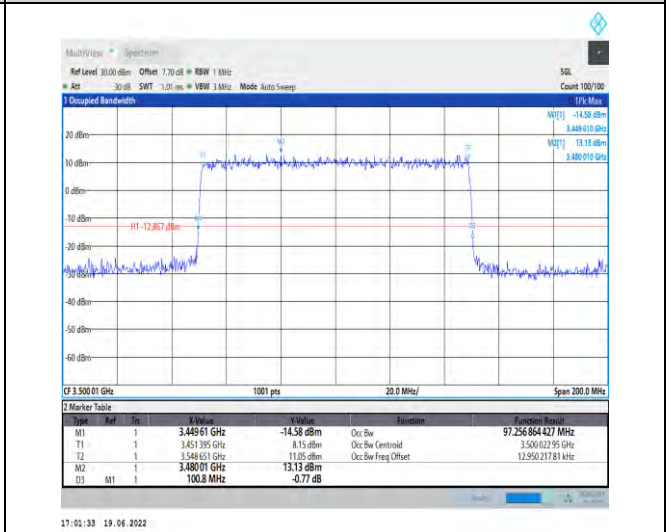 MultiView Spectrum
Ref Level 30.00 dBm Offset 7.70 dB RBW 1 MHz SGL
Att 30 dB SWT 1.01 ms VBW 3 MHz Mode Auto Sweep Count 100/100
1 Occupied Bandwidth 1Pk Max
M1[1] -14.58 dBm
3.449 610 GHz
M2[1] 13.13 dBm
3.480 010 GHz
20 dBm
M2
10 dBm
0 dBm
-10 dBm
H1 -12.867 dBm
-20 dBm
-30 dBm
-40 dBm
-50 dBm
-60 dBm
CF 3.500 01 GHz 1001 pts 20.0 MHz/ Span 200.0 MHz
2 Marker Table
Type Ref Trc X-Value Y-Value Function Function Result
M1 1 3.449 61 GHz -14.58 dBm Occ Bw 97.256 864 427 MHz
T1 1 3.451 395 GHz 8.15 dBm Occ Bw Centroid 3.500 022 95 GHz
T2 1 3.548 651 GHz 11.05 dBm Occ Bw Freq Offset 12.950 217 81 kHz
M2 1 3.480 01 GHz 13.13 dBm
D3 M1 1 100.8 MHz -0.77 dB
17:01:33 19.06.2022